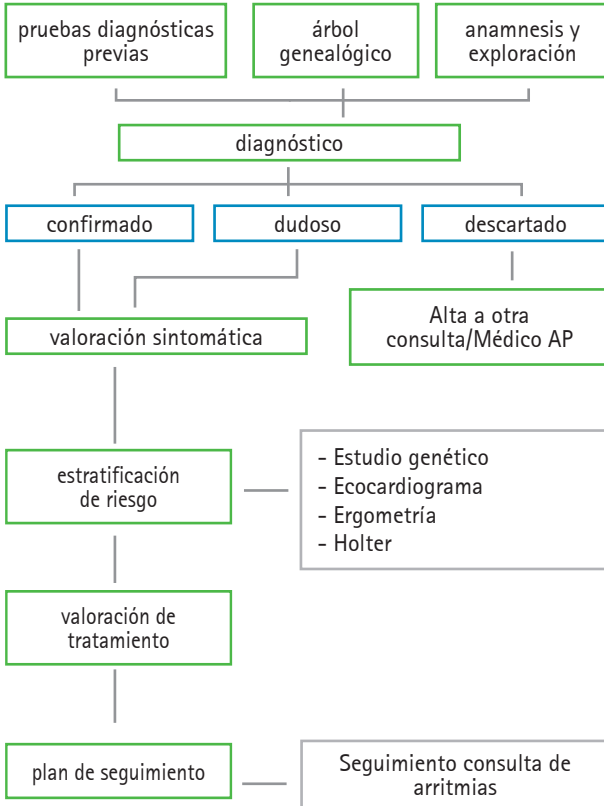 pruebas diagnósticas
previas
árbol
genealógico
anamnesis y
exploración
diagnóstico
confirmado
dudoso
descartado
valoración sintomática
Alta a otra
consulta/Médico AP
estratificación
de riesgo
- Estudio genético
- Ecocardiograma
- Ergometría
- Holter
valoración de
tratamiento
plan de seguimiento
Seguimiento consulta de
arritmias